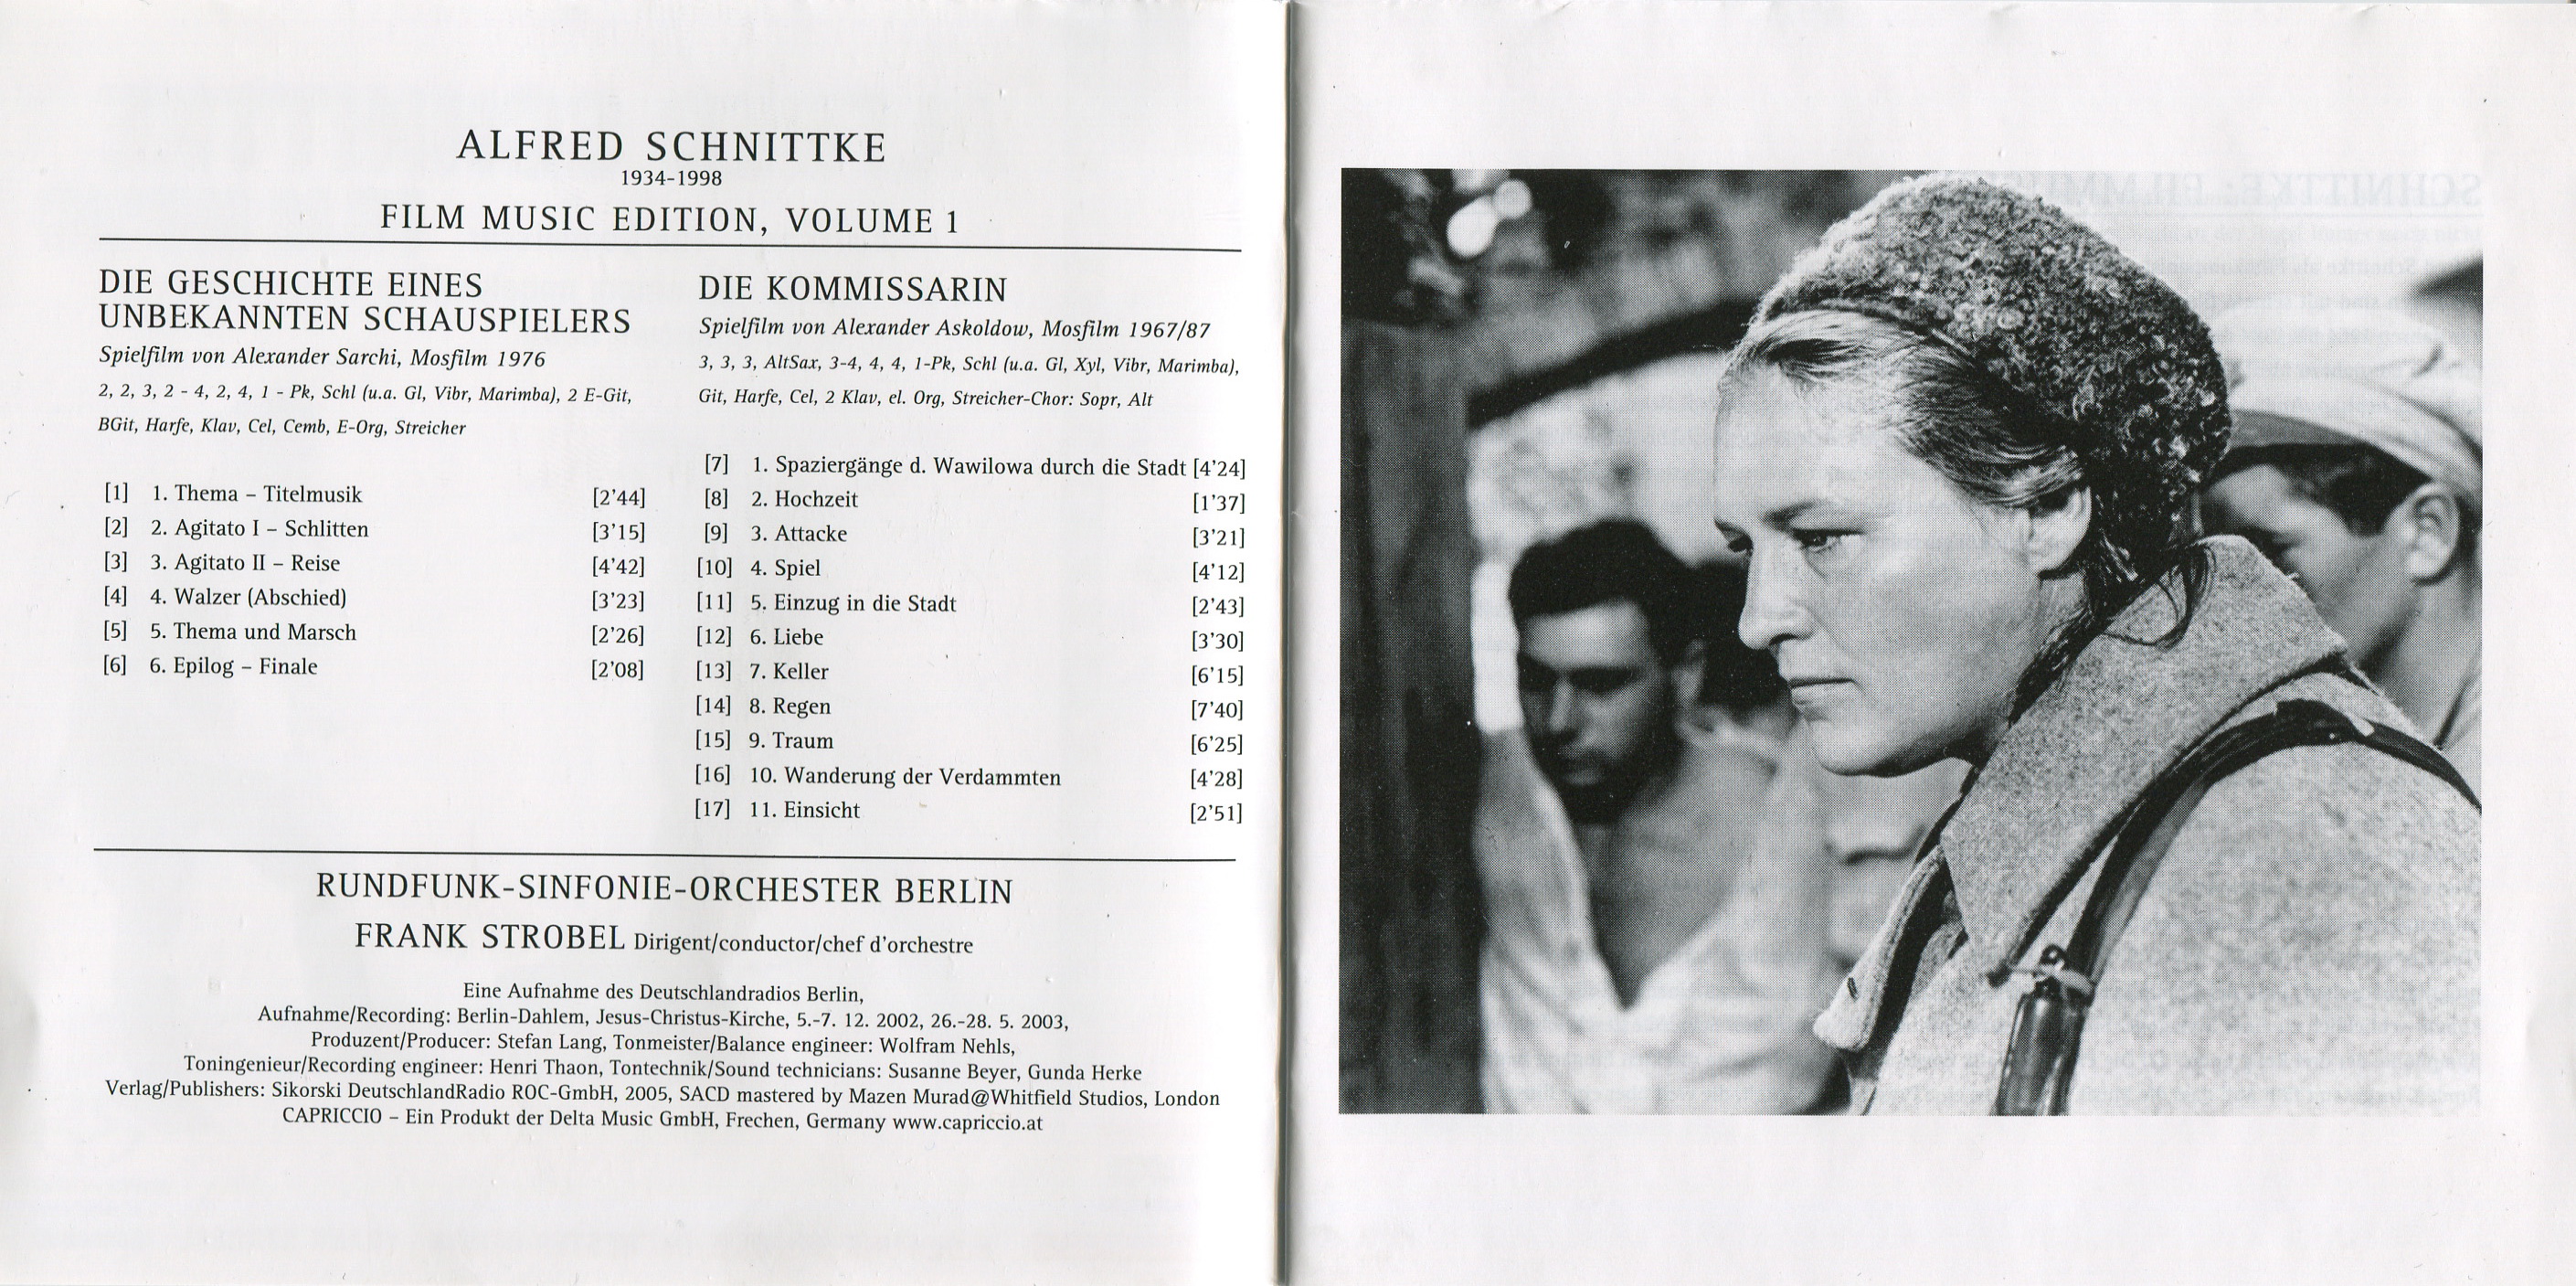 ALFRED SCHNITTKE
1934-1998
FILM MUSIC EDITION, VOLUME 1
DIE GESCHICHTE EINES
UNBEKANNTEN SCHAUSPIELERS
Spielfilm von Alexander Sarchi, Mosfilm 1976
2, 2, 3, 2 - 4, 2, 4, 1 - Pk, Schl (u.a. Gl, Vibr, Marimba), 2 E-Git,
BGit, Harfe, Klav, Cel, Cemb, E-Org, Streicher
[1] 1. Thema – Titelmusik [2'44]
[2] 2. Agitato I – Schlitten [3'15]
[3] 3. Agitato II – Reise [4'42]
[4] 4. Walzer (Abschied) [3'23]
[5] 5. Thema und Marsch [2'26]
[6] 6. Epilog – Finale [2'08]
DIE KOMMISSARIN
Spielfilm von Alexander Askoldow, Mosfilm 1967/87
3, 3, 3, AltSax, 3-4, 4, 4, 1-Pk, Schl (u.a. Gl, Xyl, Vibr, Marimba),
Git, Harfe, Cel, 2 Klav, el. Org, Streicher-Chor: Sopr, Alt
[7] 1. Spaziergänge d. Wawilowa durch die Stadt [4'24]
[8] 2. Hochzeit [1'37]
[9] 3. Attacke [3'21]
[10] 4. Spiel [4'12]
[11] 5. Einzug in die Stadt [2'43]
[12] 6. Liebe [3'30]
[13] 7. Keller [6'15]
[14] 8. Regen [7'40]
[15] 9. Traum [6'25]
[16] 10. Wanderung der Verdammten [4'28]
[17] 11. Einsicht [2'51]
RUNDFUNK-SINFONIE-ORCHESTER BERLIN
FRANK STROBEL Dirigent/conductor/chef d'orchestre
Eine Aufnahme des Deutschlandradios Berlin,
Aufnahme/Recording: Berlin-Dahlem, Jesus-Christus-Kirche, 5.-7. 12. 2002, 26.-28. 5. 2003,
Produzent/Producer: Stefan Lang, Tonmeister/Balance engineer: Wolfram Nehls,
Toningenieur/Recording engineer: Henri Thaon, Tontechnik/Sound technicians: Susanne Beyer, Gunda Herke
Verlag/Publishers: Sikorski DeutschlandRadio ROC-GmbH, 2005, SACD mastered by Mazen Murad@Whitfield Studios, London
CAPRICCIO – Ein Produkt der Delta Music GmbH, Frechen, Germany www.capriccio.at